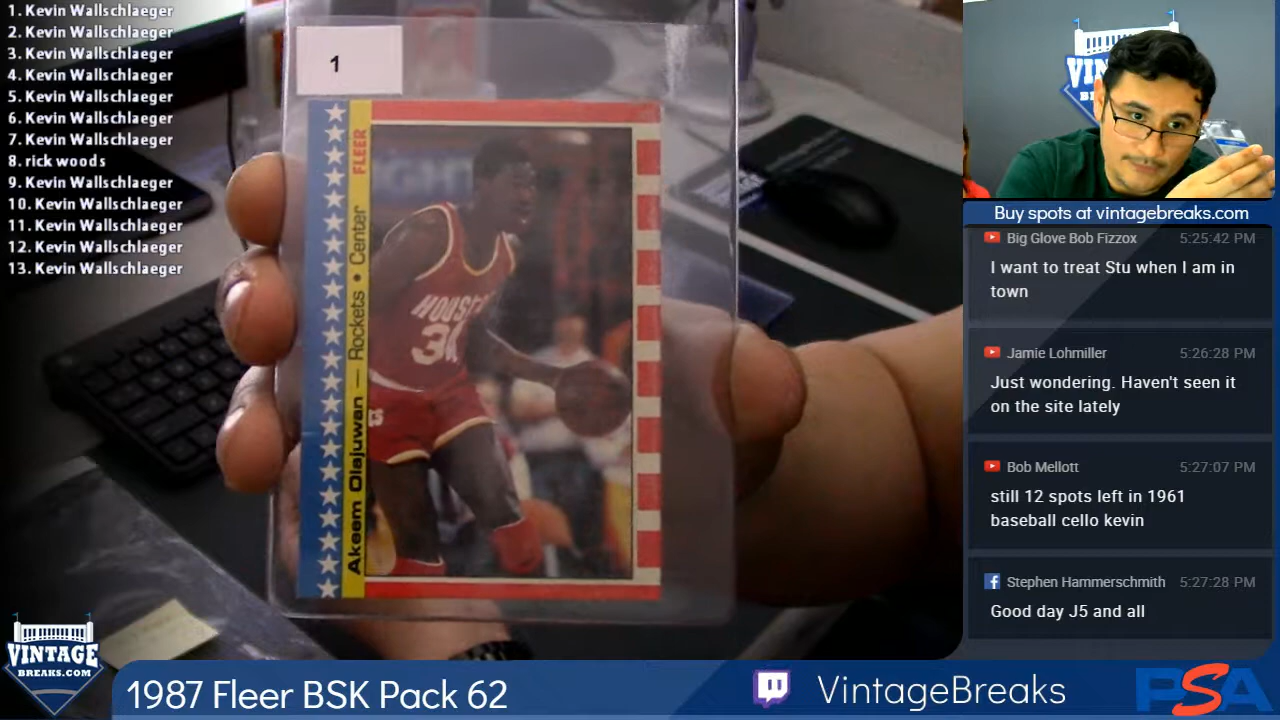 1. Kevin Wallschlaeger
2. Kevin Wallschlaeger
3. Kevin Wallschlaeger
4. Kevin Wallschlaeger
5. Kevin Wallschlaeger
6. Kevin Wallschlaeger
7. Kevin Wallschlaeger
8. rick woods
9. Kevin Wallschlaeger
10. Kevin Wallschlaeger
11. Kevin Wallschlaeger
12. Kevin Wallschlaeger
13. Kevin Wallschlaeger
1
FLEER
Akeem Olajuwan — Rockets • Center
Buy spots at vintagebreaks.com
Big Glove Bob Fizzox 5:25:42 PM
I want to treat Stu when I am in
town
Jamie Lohmiller 5:26:28 PM
Just wondering. Haven't seen it
on the site lately
Bob Mellott 5:27:07 PM
still 12 spots left in 1961
baseball cello kevin
Stephen Hammerschmith 5:27:28 PM
Good day J5 and all
VINTAGE
BREAKS.COM
1987 Fleer BSK Pack 62
VintageBreaks
PSA